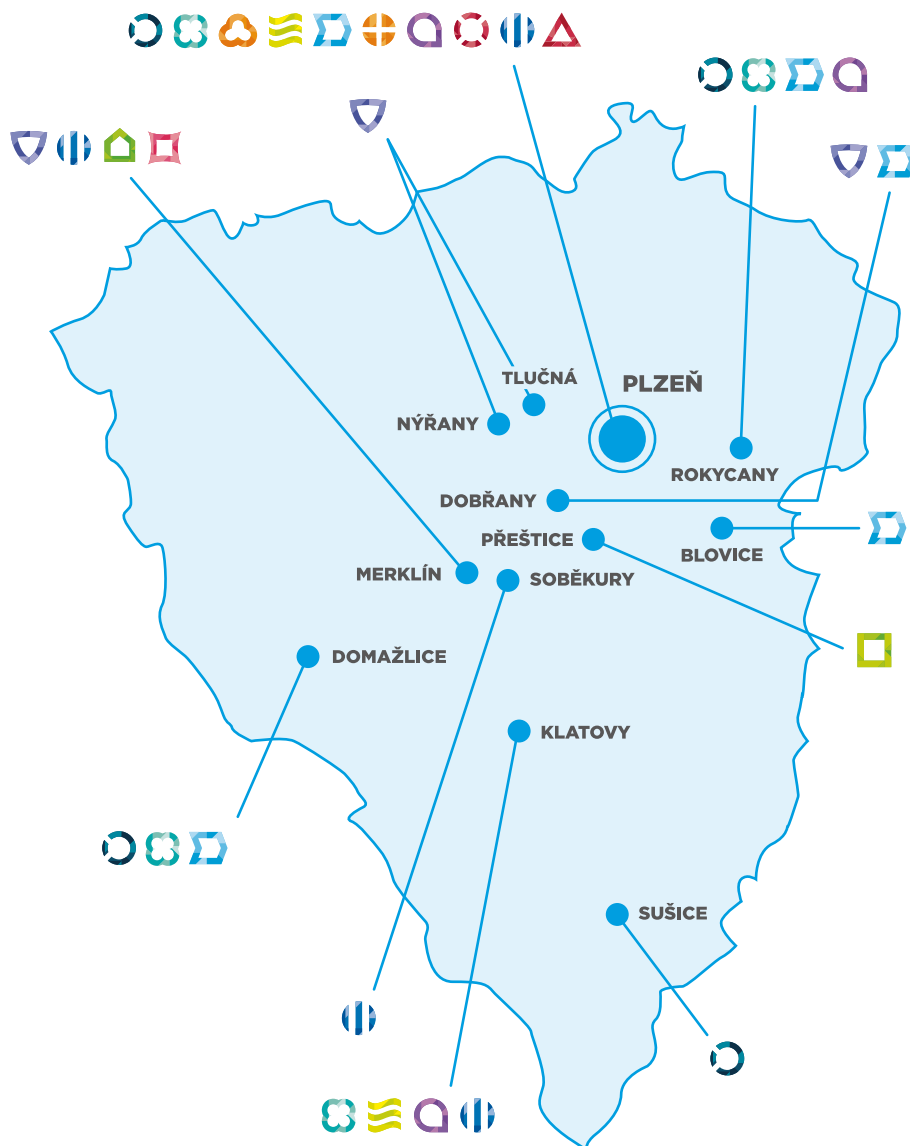 TLUČNÁ
PLZEŇ
NÝŘANY
ROKYCANY
DOBŘANY
PŘEŠTICE
BLOVICE
MERKLÍN
SOBĚKURY
DOMAŽLICE
KLATOVY
SUŠICE